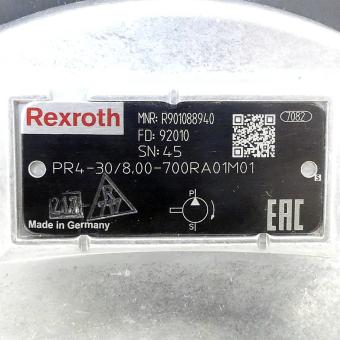 Rexroth
MNR: R901088940
7082
FD: 92010
SN: 45
PR4-30/8.00-700RA01M01
P
S
Made in Germany
EAC